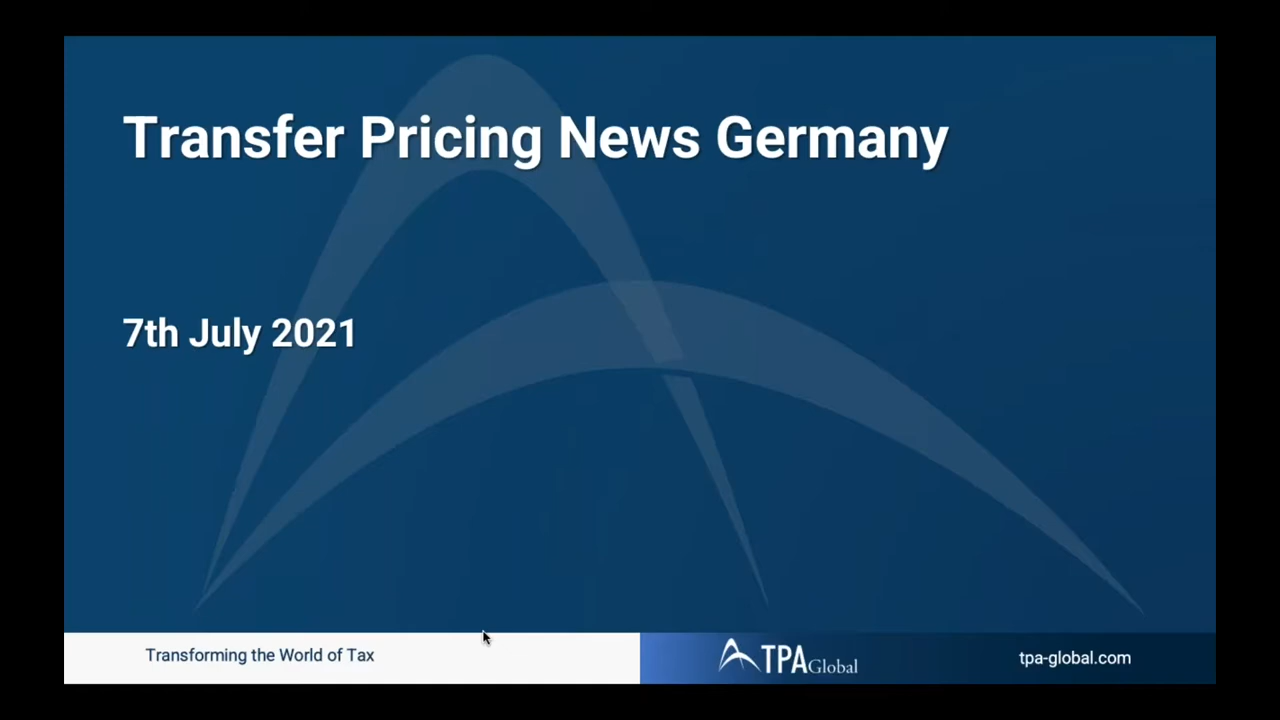 Transfer Pricing News Germany
7th July 2021
Transforming the World of Tax
TPA Global
tpa-global.com